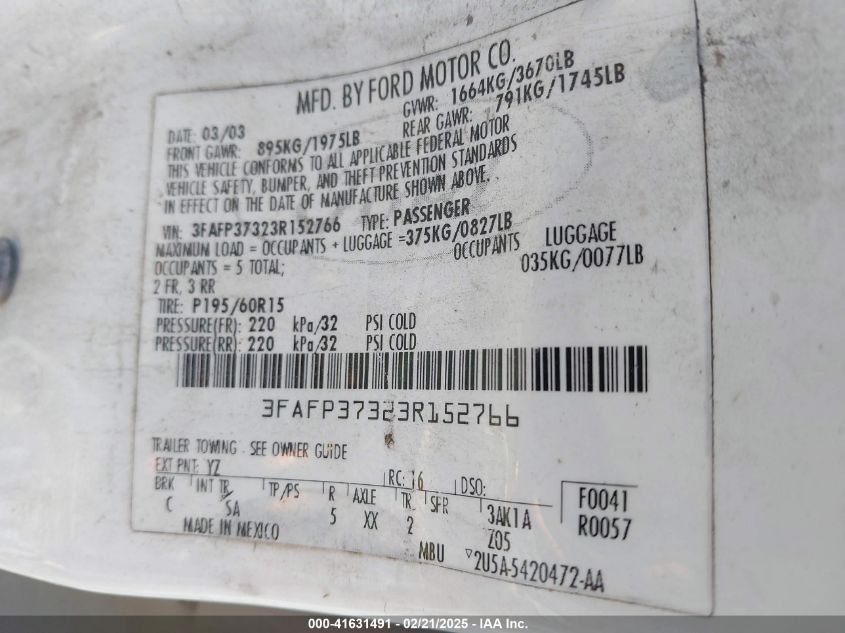 MFD. BY FORD MOTOR CO.
DATE: 03/03 GVWR: 1664KG/3670LB
FRONT GAWR: 895KG/1975LB REAR GAWR: 791KG/1745LB
THIS VEHICLE CONFORMS TO ALL APPLICABLE FEDERAL MOTOR
VEHICLE SAFETY, BUMPER, AND THEFT PREVENTION STANDARDS
IN EFFECT ON THE DATE OF MANUFACTURE SHOWN ABOVE.
VIN: 3FAFP37323R152766 TYPE: PASSENGER
MAXIMUM LOAD = OCCUPANTS + LUGGAGE =375KG/0827LB
OCCUPANTS = 5 TOTAL; OCCUPANTS LUGGAGE
2 FR, 3 RR 035KG/0077LB
TIRE: P195/60R15
PRESSURE(FR): 220 kPa/32 PSI COLD
PRESSURE(RR): 220 kPa/32 PSI COLD
3FAFP37323R152766
TRAILER TOWING . SEE OWNER GUIDE
EXT PNT: YZ RC: 16 DSO:
BRK INT TR TP/PS R AXLE TR SFR F0041
C SA 5 XX 2 3AK1A R0057
MADE IN MEXICO Z05
MBU ▽2U5A-5420472-AA
000-41631491 - 02/21/2025 - IAA Inc.